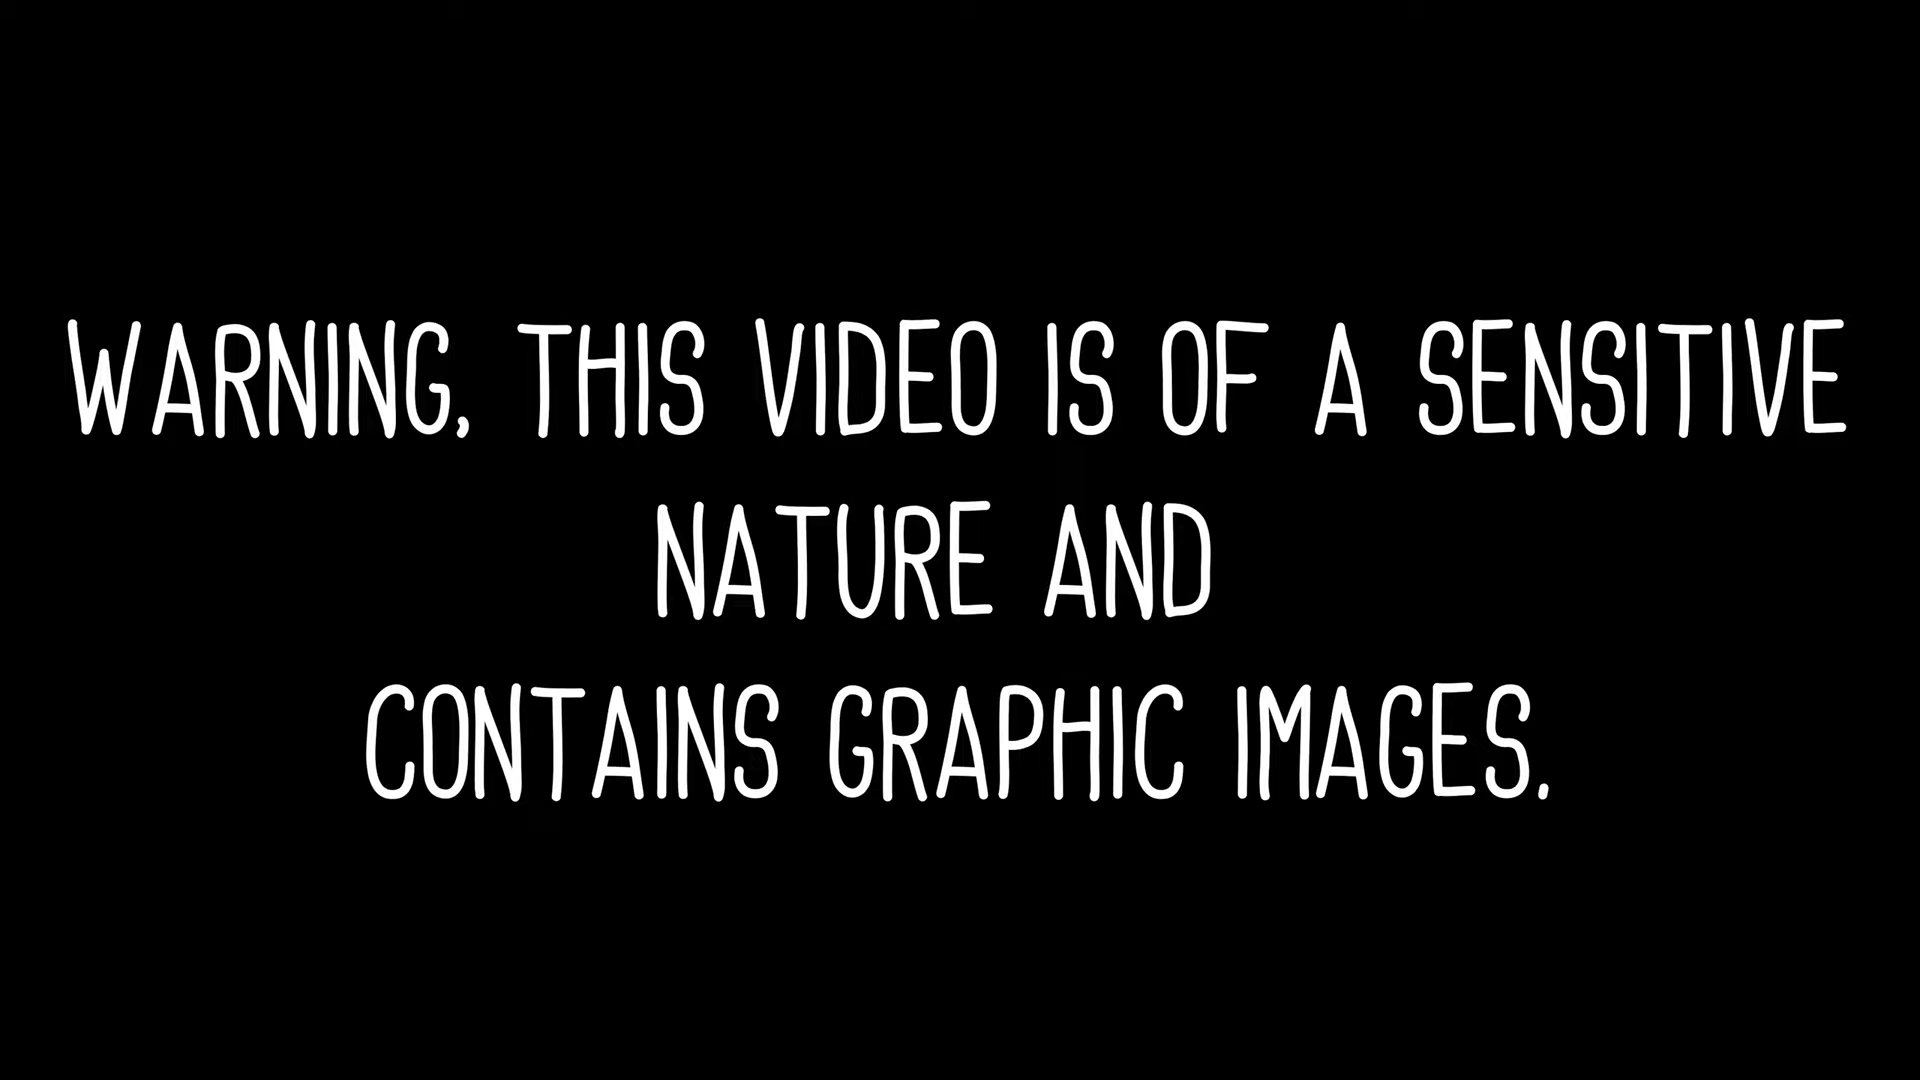 WARNING, THIS VIDEO IS OF A SENSITIVE
NATURE AND
CONTAINS GRAPHIC IMAGES.